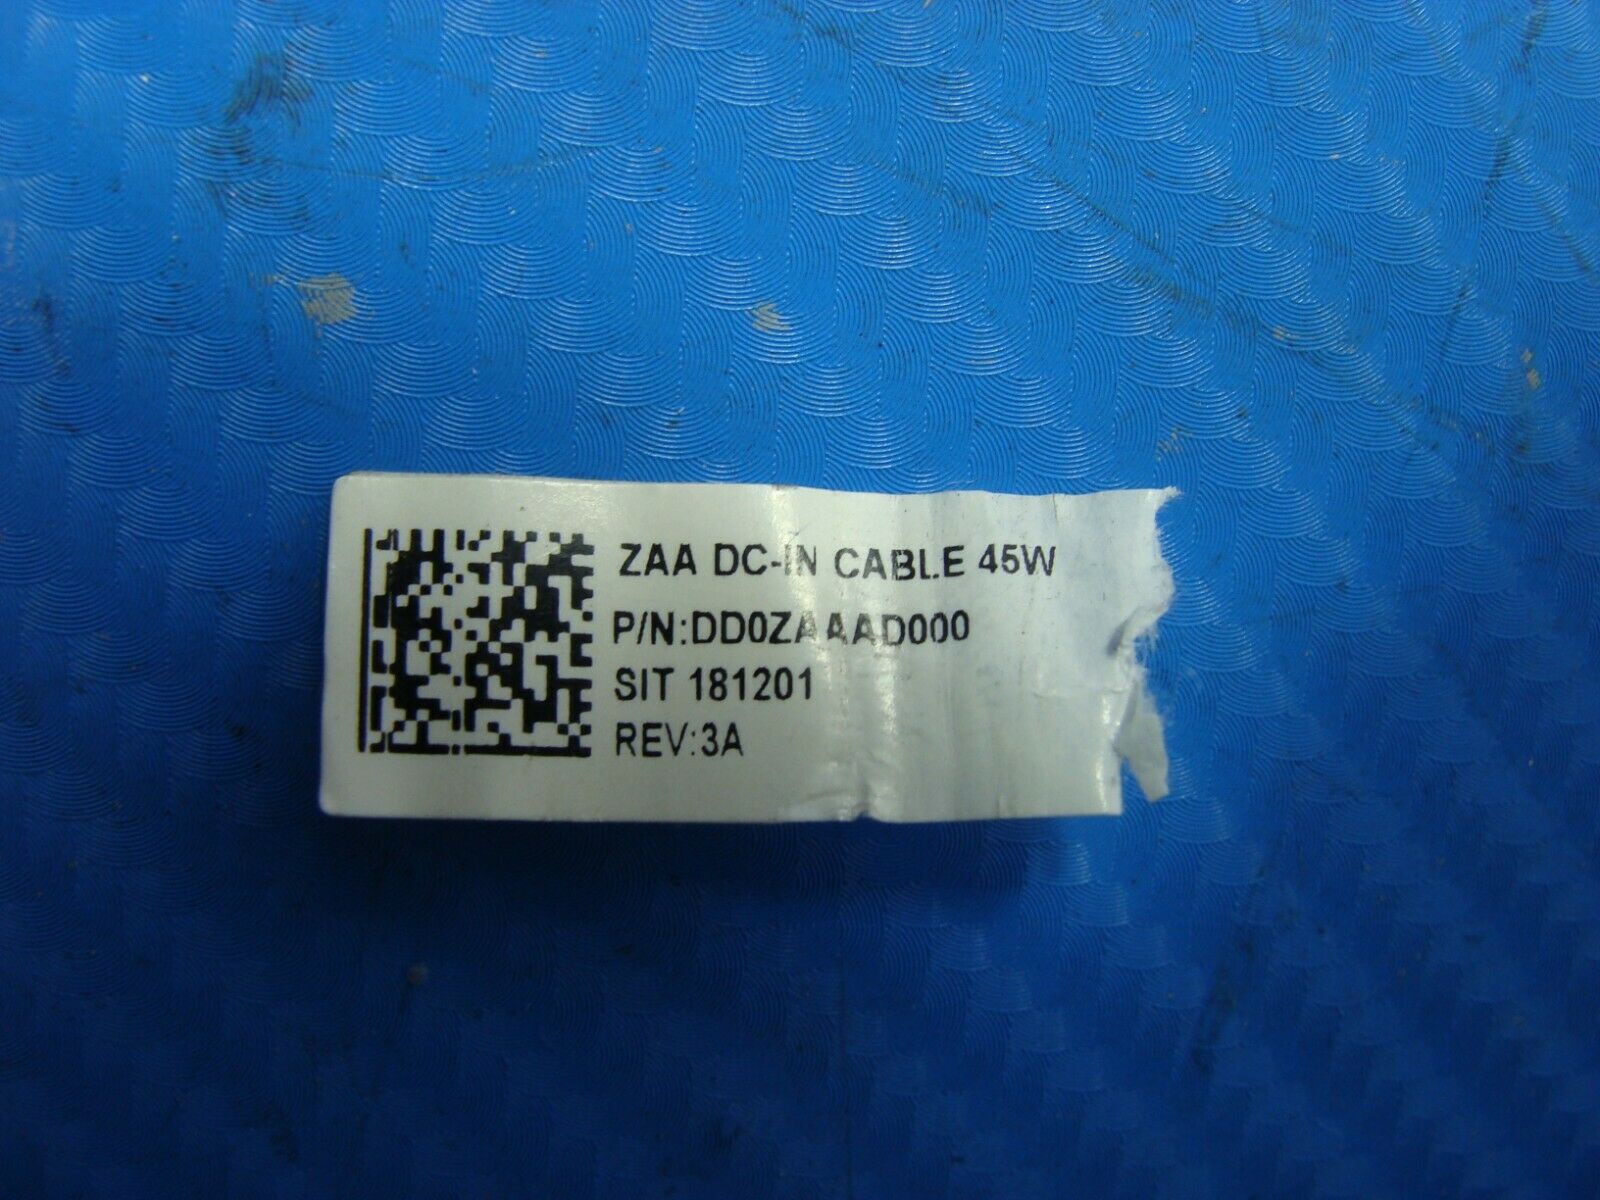 ZAA DC-IN CABLE 45W
P/N:DD0ZAAAD000
SIT 181201
REV:3A